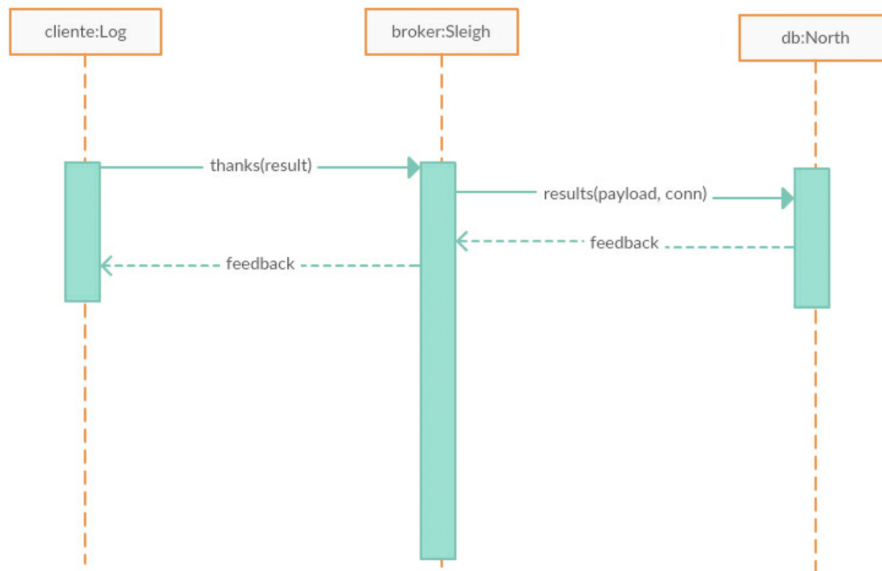 cliente:Log
broker:Sleigh
db:North
thanks(result)
results(payload, conn)
feedback
feedback